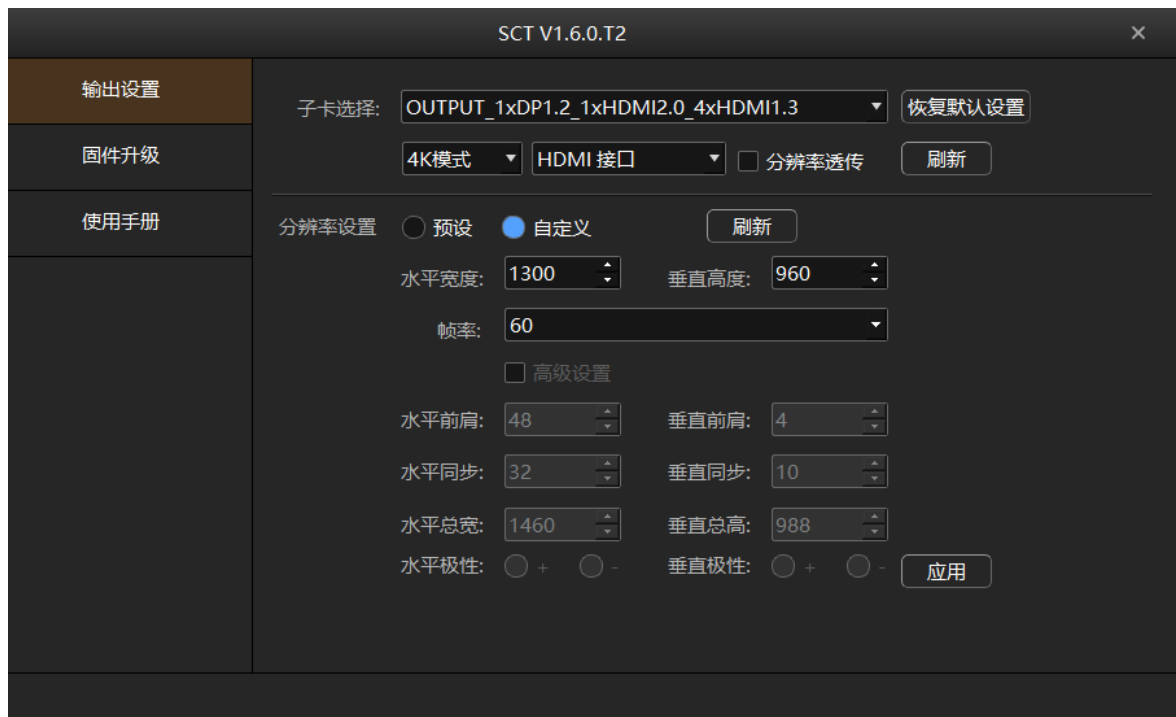 SCT V1.6.0.T2
输出设置
固件升级
使用手册
子卡选择: OUTPUT_1xDP1.2_1xHDMI2.0_4xHDMI1.3 恢复默认设置
4K模式 HDMI 接口 分辨率透传 刷新
分辨率设置 预设 自定义 刷新
水平宽度: 1300 垂直高度: 960
帧率: 60
高级设置
水平前肩: 48 垂直前肩: 4
水平同步: 32 垂直同步: 10
水平总宽: 1460 垂直总高: 988
水平极性: + - 垂直极性: + - 应用